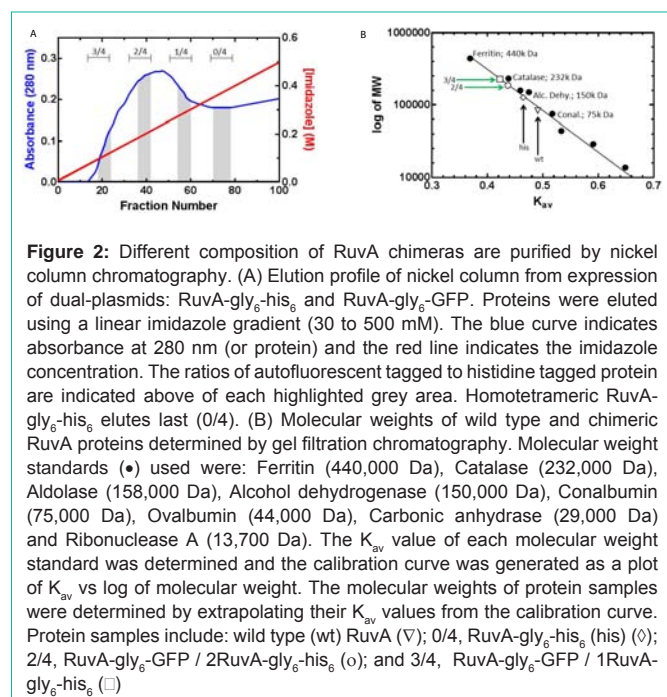 A
B
3/4 2/4 1/4 0/4
Absorbance (280 nm)
0.3
0.2
0.1
0.0
0.6
0.4
0.2
0.0
[Imidazole] (M)
0 20 40 60 80 100
Fraction Number
log of MW
1000000
100000
10000
Ferritin; 440k Da
Catalase; 232k Da
Alc. Dehy.; 150k Da
Conal.; 75k Da
3/4
2/4
his
wt
0.3 0.4 0.5 0.6 0.7
Kav
Figure 2: Different composition of RuvA chimeras are purified by nickel
column chromatography. (A) Elution profile of nickel column from expression
of dual-plasmids: RuvA-gly6-his6 and RuvA-gly6-GFP. Proteins were eluted
using a linear imidazole gradient (30 to 500 mM). The blue curve indicates
absorbance at 280 nm (or protein) and the red line indicates the imidazole
concentration. The ratios of autofluorescent tagged to histidine tagged protein
are indicated above of each highlighted grey area. Homotetrameric RuvA-
gly6-his6 elutes last (0/4). (B) Molecular weights of wild type and chimeric
RuvA proteins determined by gel filtration chromatography. Molecular weight
standards (•) used were: Ferritin (440,000 Da), Catalase (232,000 Da),
Aldolase (158,000 Da), Alcohol dehydrogenase (150,000 Da), Conalbumin
(75,000 Da), Ovalbumin (44,000 Da), Carbonic anhydrase (29,000 Da)
and Ribonuclease A (13,700 Da). The Kav value of each molecular weight
standard was determined and the calibration curve was generated as a plot
of Kav vs log of molecular weight. The molecular weights of protein samples
were determined by extrapolating their Kav values from the calibration curve.
Protein samples include: wild type (wt) RuvA (▽); 0/4, RuvA-gly6-his6 (his) (◊);
2/4, RuvA-gly6-GFP / 2RuvA-gly6-his6 (o); and 3/4, RuvA-gly6-GFP / 1RuvA-
gly6-his6 (□)